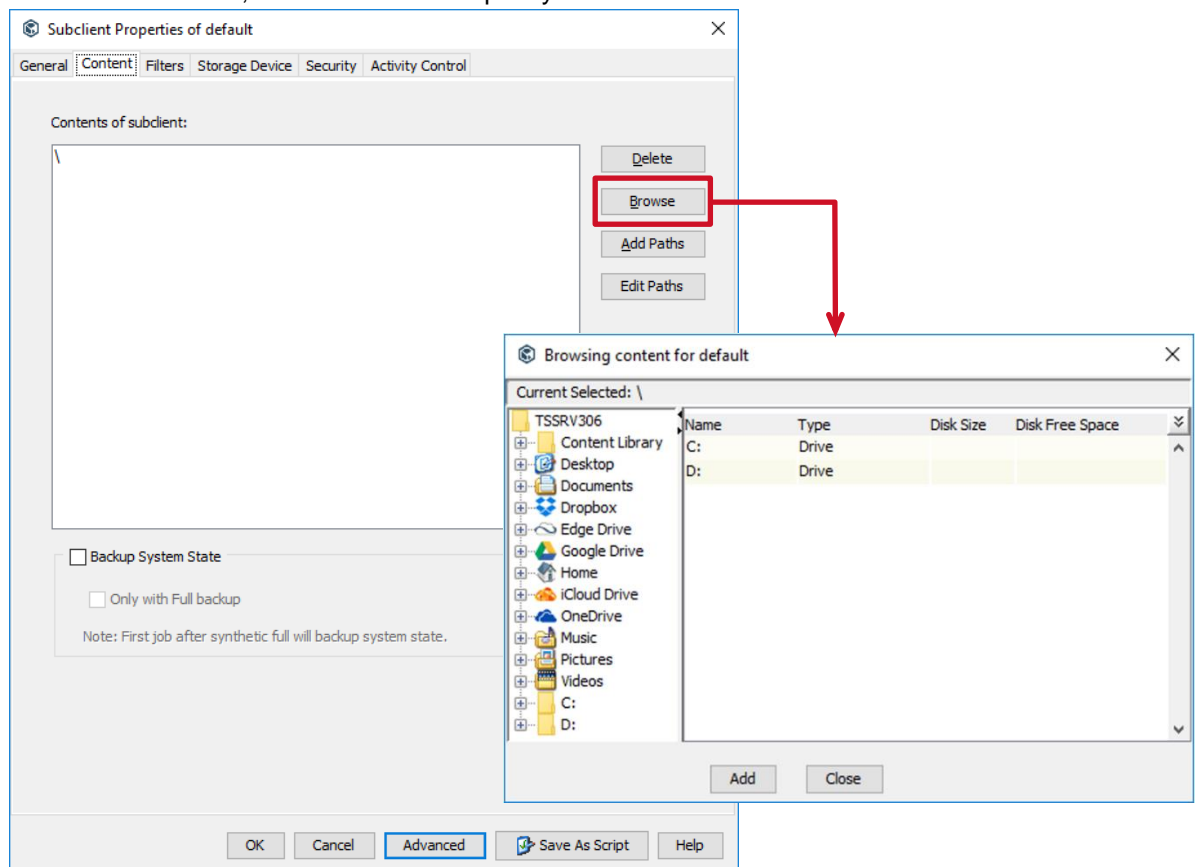 Subclient Properties of default
General Content Filters Storage Device Security Activity Control
Contents of subclient:
\
Delete
Browse
Add Paths
Edit Paths
Backup System State
Only with Full backup
Note: First job after synthetic full will backup system state.
OK Cancel Advanced Save As Script Help
Browsing content for default
Current Selected: \
TSSRV306
Content Library
Desktop
Documents
Dropbox
Edge Drive
Google Drive
Home
iCloud Drive
OneDrive
Music
Pictures
Videos
C:
D:
Name Type Disk Size Disk Free Space
C: Drive
D: Drive
Add Close